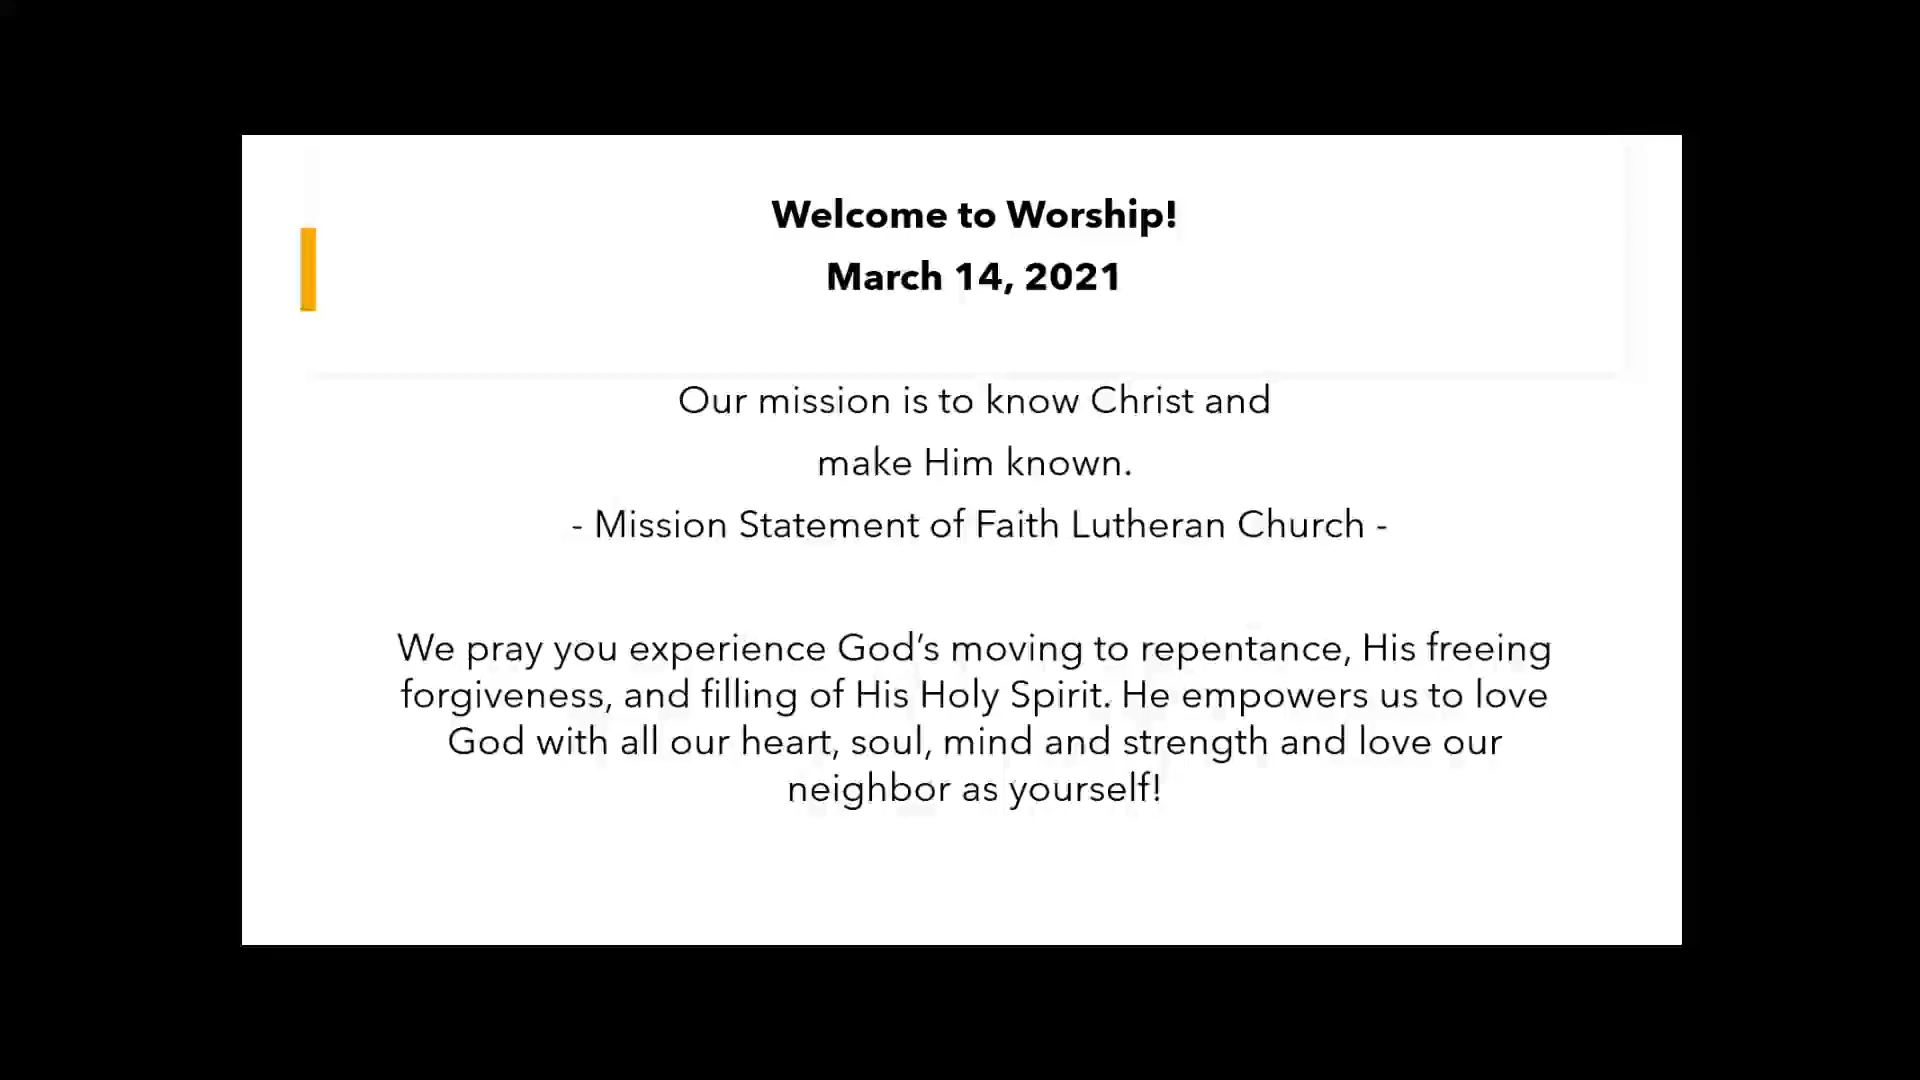 Welcome to Worship!
March 14, 2021
Our mission is to know Christ and
make Him known.
- Mission Statement of Faith Lutheran Church -
We pray you experience God’s moving to repentance, His freeing
forgiveness, and filling of His Holy Spirit. He empowers us to love
God with all our heart, soul, mind and strength and love our
neighbor as yourself!